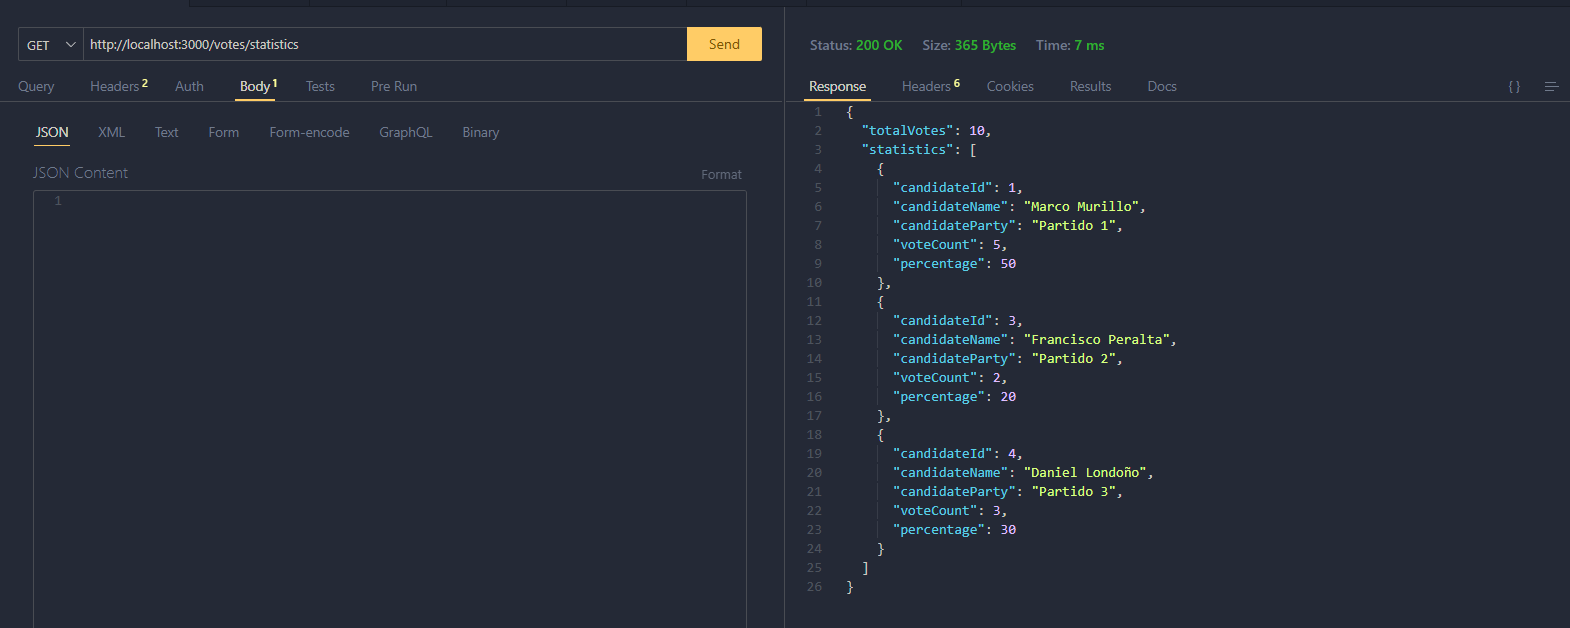 GET http://localhost:3000/votes/statistics Send
Query Headers 2 Auth Body 1 Tests Pre Run
JSON XML Text Form Form-encode GraphQL Binary
JSON Content Format
1
Status: 200 OK Size: 365 Bytes Time: 7 ms
Response Headers 6 Cookies Results Docs { }
1 {
2 "totalVotes": 10,
3 "statistics": [
4 {
5 "candidateId": 1,
6 "candidateName": "Marco Murillo",
7 "candidateParty": "Partido 1",
8 "voteCount": 5,
9 "percentage": 50
10 },
11 {
12 "candidateId": 3,
13 "candidateName": "Francisco Peralta",
14 "candidateParty": "Partido 2",
15 "voteCount": 2,
16 "percentage": 20
17 },
18 {
19 "candidateId": 4,
20 "candidateName": "Daniel Londoño",
21 "candidateParty": "Partido 3",
22 "voteCount": 3,
23 "percentage": 30
24 }
25 ]
26 }